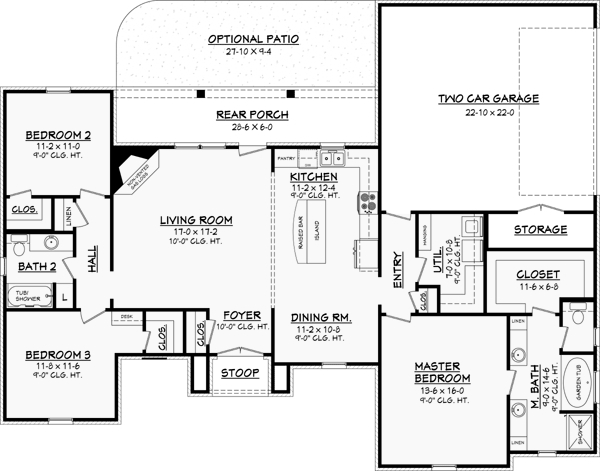 OPTIONAL PATIO
27-10 X 9-4
REAR PORCH
28-6 X 6-0
TWO CAR GARAGE
22-10 X 22-0
BEDROOM 2
11-2 X 11-0
9'-0" CLG. HT.
CLOS.
LINEN
NON-VENTED
GAS LOGS
PANTRY
KITCHEN
11-2 X 12-4
9'-0" CLG. HT.
RAISED BAR
ISLAND
LIVING ROOM
17-0 X 17-2
10'-0" CLG. HT.
HANGING
UTIL.
7-0 X 10-8
9'-0" CLG. HT.
STORAGE
BATH 2
TUB/
SHOWER
L
HALL
ENTRY
CLOS.
CLOSET
11-6 X 6-8
FOYER
10'-0" CLG. HT.
DINING RM.
11-2 X 10-8
9'-0" CLG. HT.
DESK
CLOS.
CLOS.
BEDROOM 3
11-8 X 11-6
9'-0" CLG. HT.
STOOP
MASTER
BEDROOM
13-6 X 16-0
9'-0" CLG. HT.
LINEN
M. BATH
9-0 X 14-6
9'-0" CLG. HT.
GARDEN TUB
SHOWER
LINEN